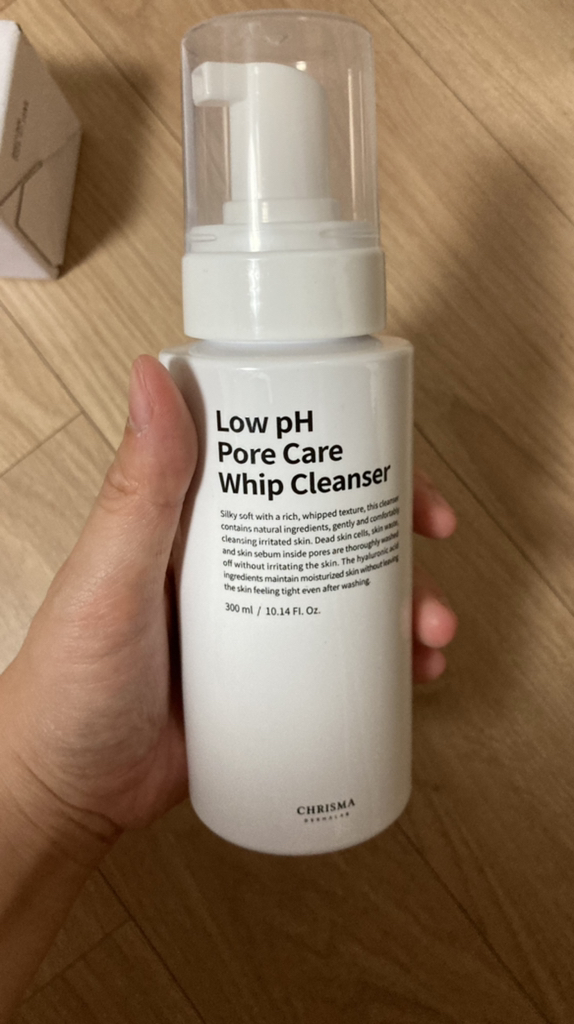 Low pH
Pore Care
Whip Cleanser
Silky soft with a rich, whipped texture, this cleanser
contains natural ingredients, gently and comfortably
cleansing irritated skin. Dead skin cells, skin waste,
and skin sebum inside pores are thoroughly washed
off without irritating the skin. The hyaluronic acid
ingredients maintain moisturized skin without leaving
the skin feeling tight even after washing.
300 ml / 10.14 Fl. Oz.
CHRISMA
DERMALAB